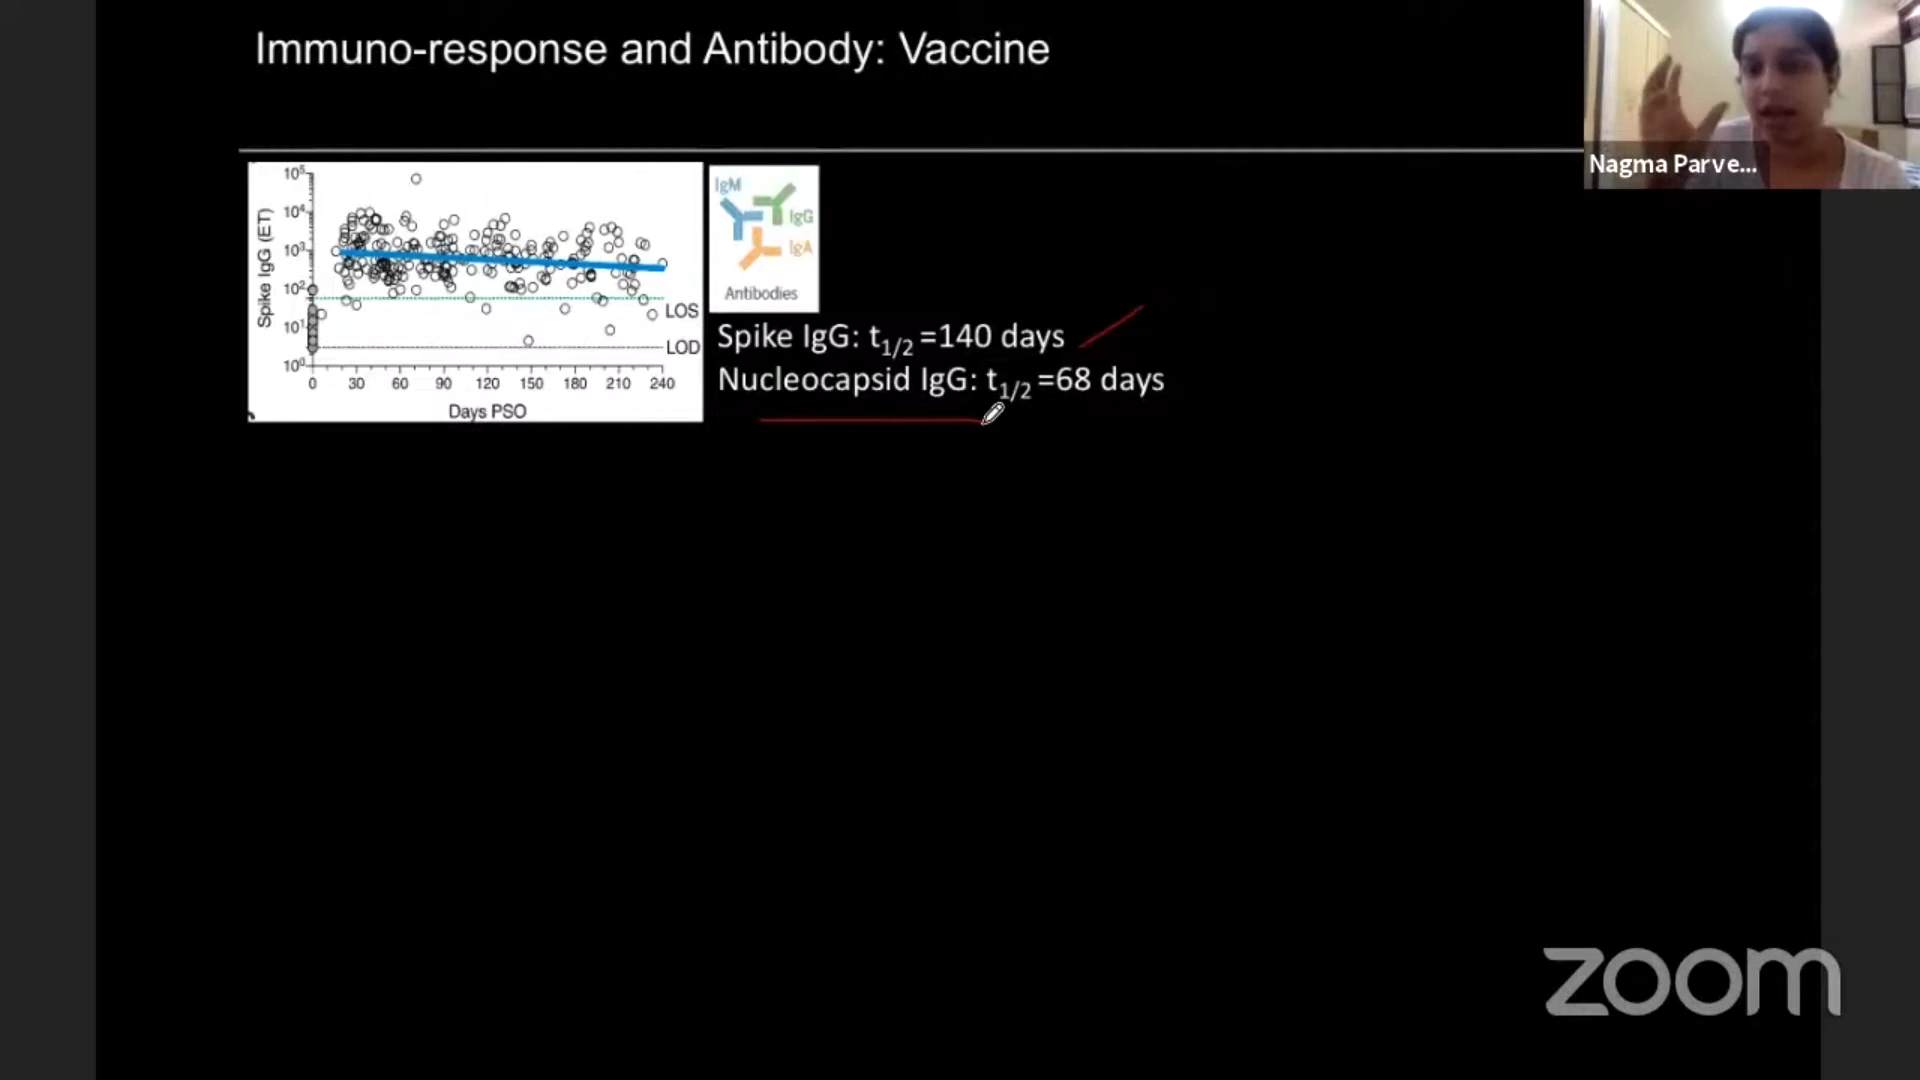 Immuno-response and Antibody: Vaccine
Nagma Parve...
Spike IgG (ET)
10⁵
10⁴
10³
10²
10¹
10⁰
LOS
LOD
0 30 60 90 120 150 180 210 240
Days PSO
IgM
IgG
IgA
Antibodies
Spike IgG: t1/2 =140 days
Nucleocapsid IgG: t1/2 =68 days
zoom